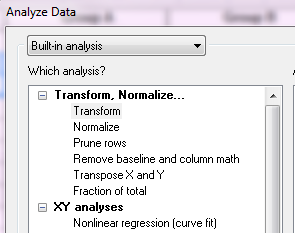 Analyze Data
Built-in analysis
Which analysis?
Transform, Normalize...
Transform
Normalize
Prune rows
Remove baseline and column math
Transpose X and Y
Fraction of total
XY analyses
Nonlinear regression (curve fit)